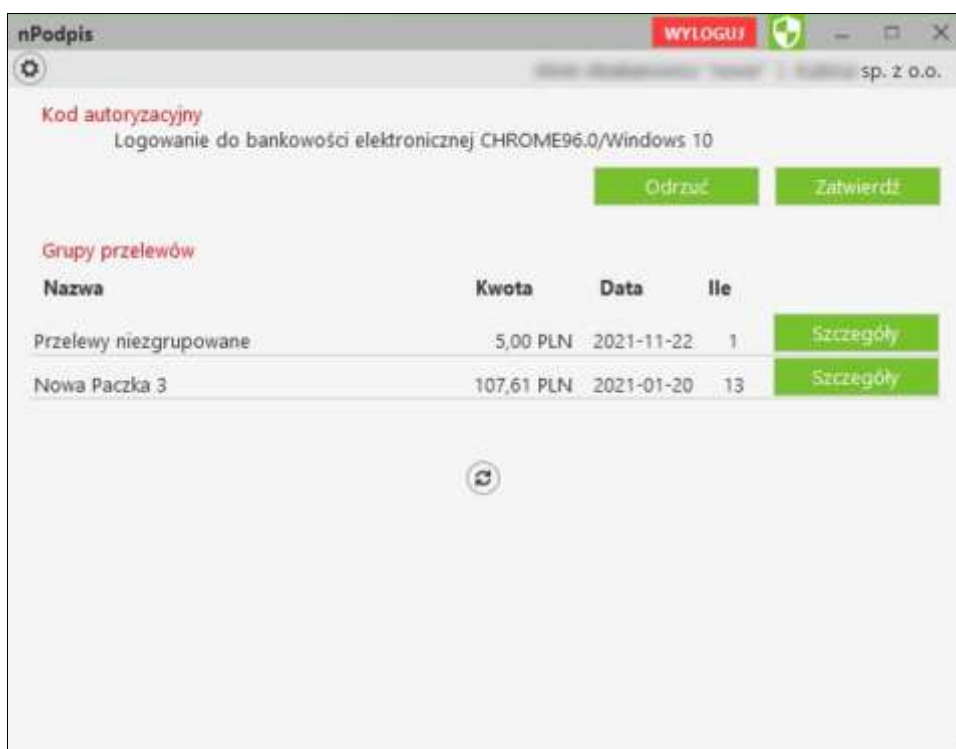 nPodpis WYLOGUJ
sp. z o.o.
Kod autoryzacyjny
Logowanie do bankowości elektronicznej CHROME96.0/Windows 10
Odrzuć Zatwierdź
Grupy przelewów
Nazwa Kwota Data Ile
Przelewy niezgrupowane 5,00 PLN 2021-11-22 1 Szczegóły
Nowa Paczka 3 107,61 PLN 2021-01-20 13 Szczegóły